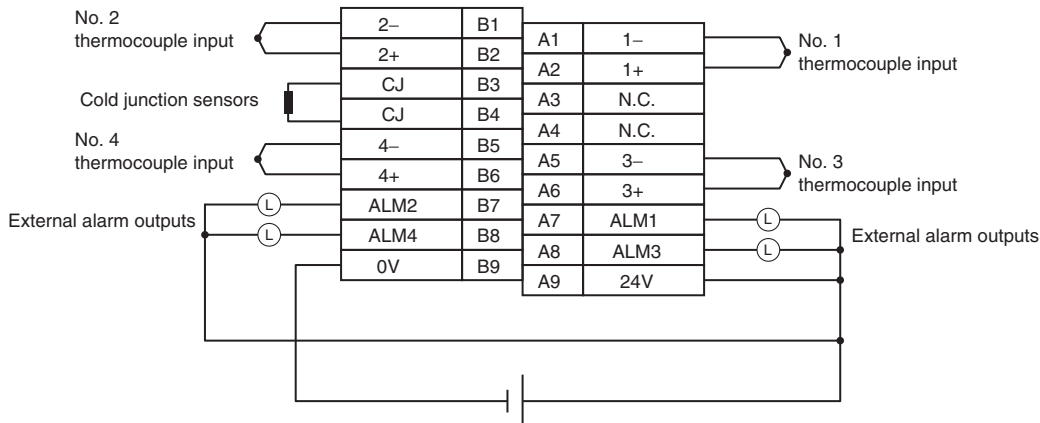 No. 2
thermocouple input
Cold junction sensors
No. 4
thermocouple input
External alarm outputs
L
L
2− B1
2+ B2
CJ B3
CJ B4
4− B5
4+ B6
ALM2 B7
ALM4 B8
0V B9
A1 1−
A2 1+
A3 N.C.
A4 N.C.
A5 3−
A6 3+
A7 ALM1
A8 ALM3
A9 24V
L
L
No. 1
thermocouple input
No. 3
thermocouple input
External alarm outputs